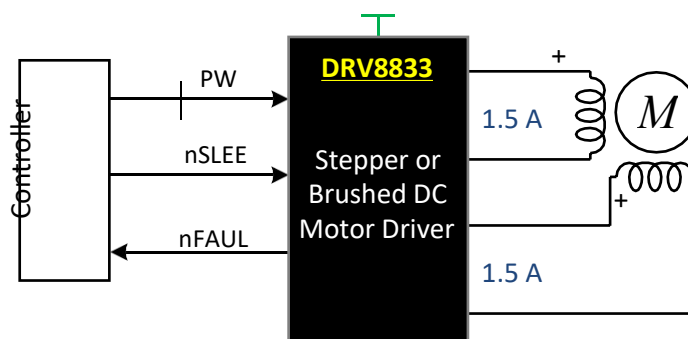 Controller
PW
nSLEE
nFAUL
DRV8833
Stepper or
Brushed DC
Motor Driver
+
1.5 A
M
+
1.5 A